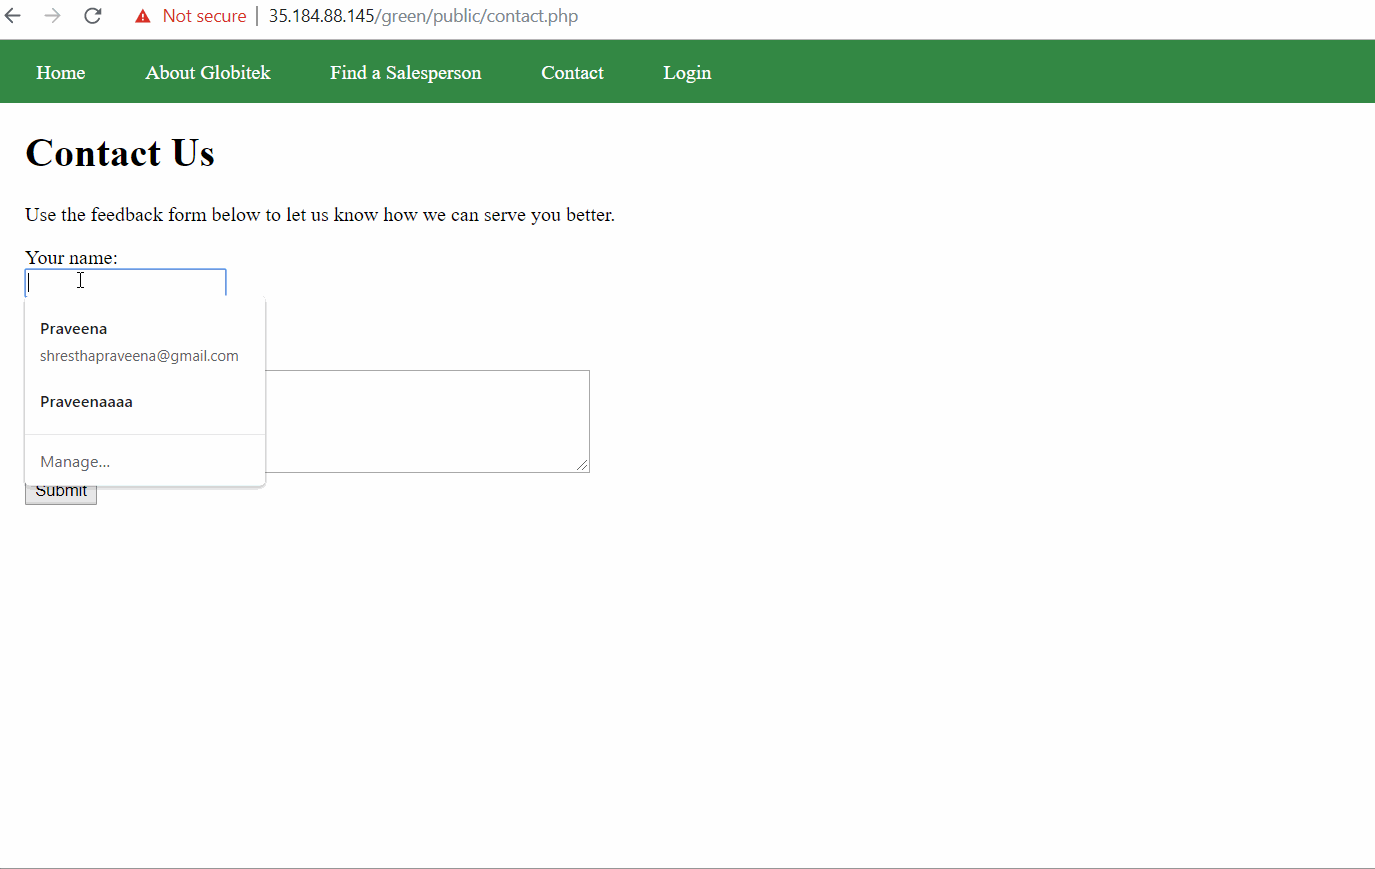 Not secure | 35.184.88.145/green/public/contact.php
Home About Globitek Find a Salesperson Contact Login
Contact Us
Use the feedback form below to let us know how we can serve you better.
Your name:
Praveena
shresthapraveena@gmail.com
Praveenaaaa
Manage...
Submit